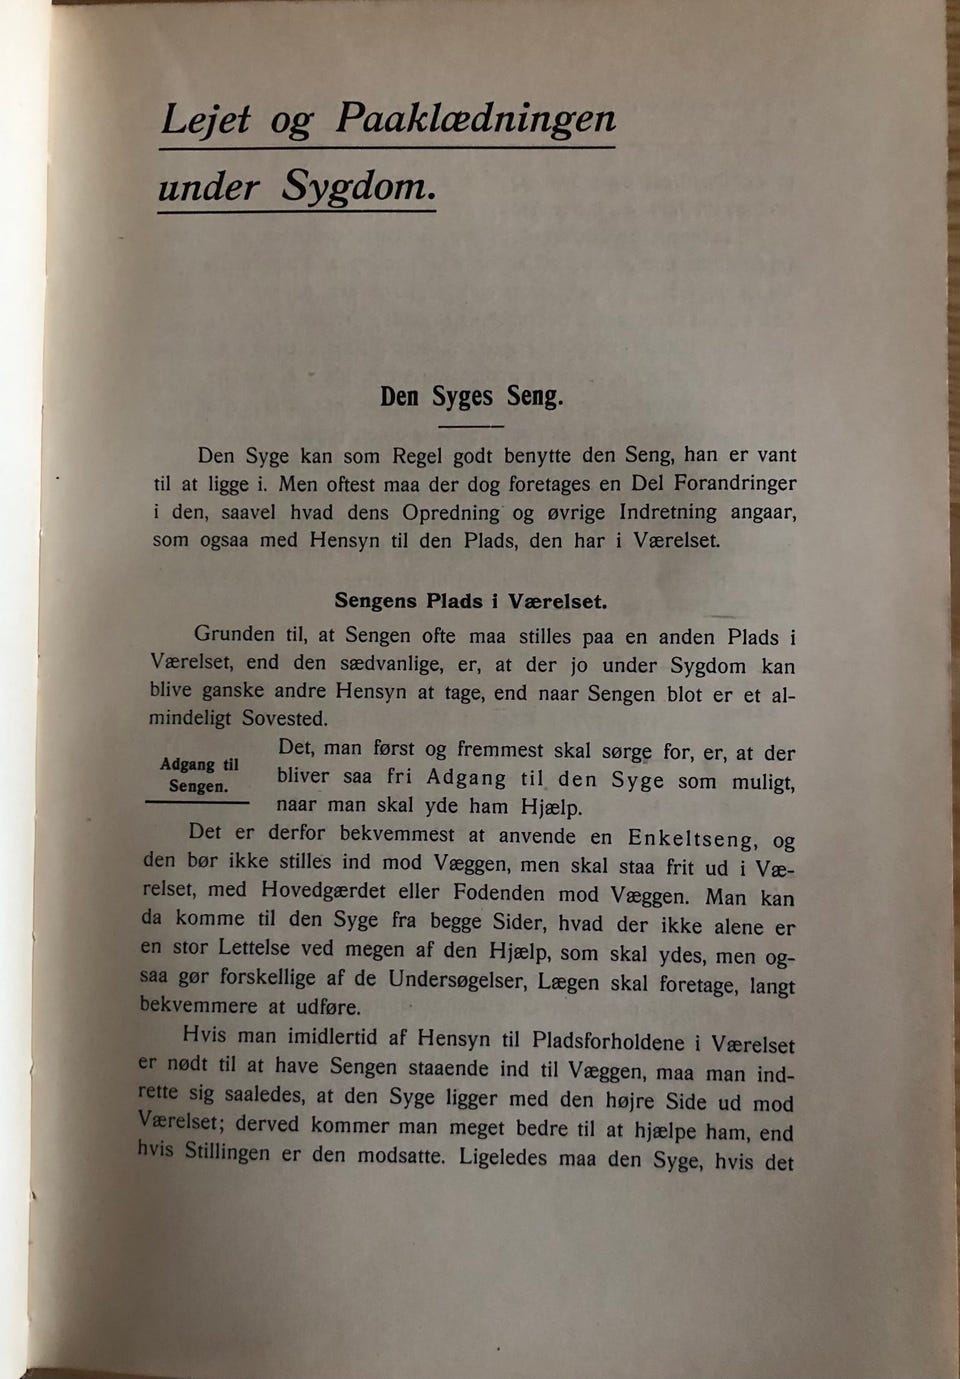 Lejet og Paaklædningen
under Sygdom.
Den Syges Seng.
Den Syge kan som Regel godt benytte den Seng, han er vant
til at ligge i. Men oftest maa der dog foretages en Del Forandringer
i den, saavel hvad dens Opredning og øvrige Indretning angaar,
som ogsaa med Hensyn til den Plads, den har i Værelset.
Sengens Plads i Værelset.
Grunden til, at Sengen ofte maa stilles paa en anden Plads i
Værelset, end den sædvanlige, er, at der jo under Sygdom kan
blive ganske andre Hensyn at tage, end naar Sengen blot er et al-
mindeligt Sovested.
Adgang til
Sengen.
Det, man først og fremmest skal sørge for, er, at der
bliver saa fri Adgang til den Syge som muligt,
naar man skal yde ham Hjælp.
Det er derfor bekvemmest at anvende en Enkeltseng, og
den bør ikke stilles ind mod Væggen, men skal staa frit ud i Væ-
relset, med Hovedgærdet eller Fodenden mod Væggen. Man kan
da komme til den Syge fra begge Sider, hvad der ikke alene er
en stor Lettelse ved megen af den Hjælp, som skal ydes, men og-
saa gør forskellige af de Undersøgelser, Lægen skal foretage, langt
bekvemmere at udføre.
Hvis man imidlertid af Hensyn til Pladsforholdene i Værelset
er nødt til at have Sengen staaende ind til Væggen, maa man ind-
rette sig saaledes, at den Syge ligger med den højre Side ud mod
Værelset; derved kommer man meget bedre til at hjælpe ham, end
hvis Stillingen er den modsatte. Ligeledes maa den Syge, hvis det